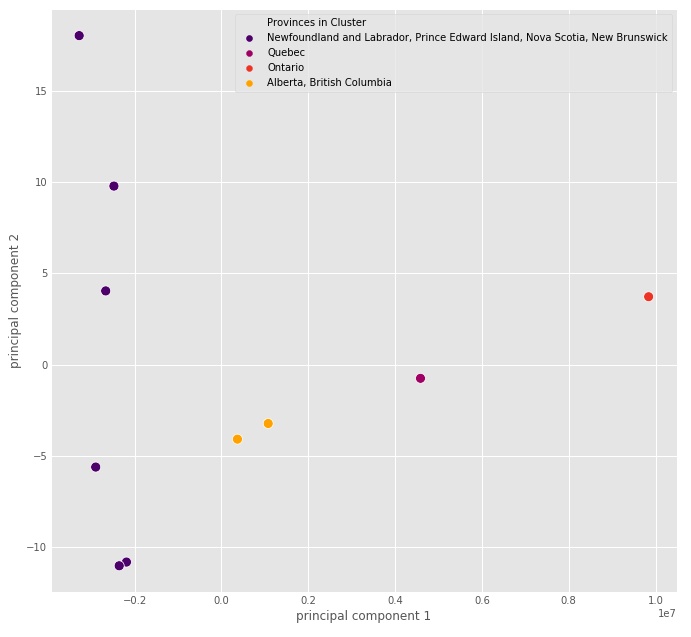 Provinces in Cluster
Newfoundland and Labrador, Prince Edward Island, Nova Scotia, New Brunswick
Quebec
Ontario
Alberta, British Columbia
15
10
5
0
−5
−10
principal component 2
−0.2
0.0
0.2
0.4
0.6
0.8
1.0
1e7
principal component 1